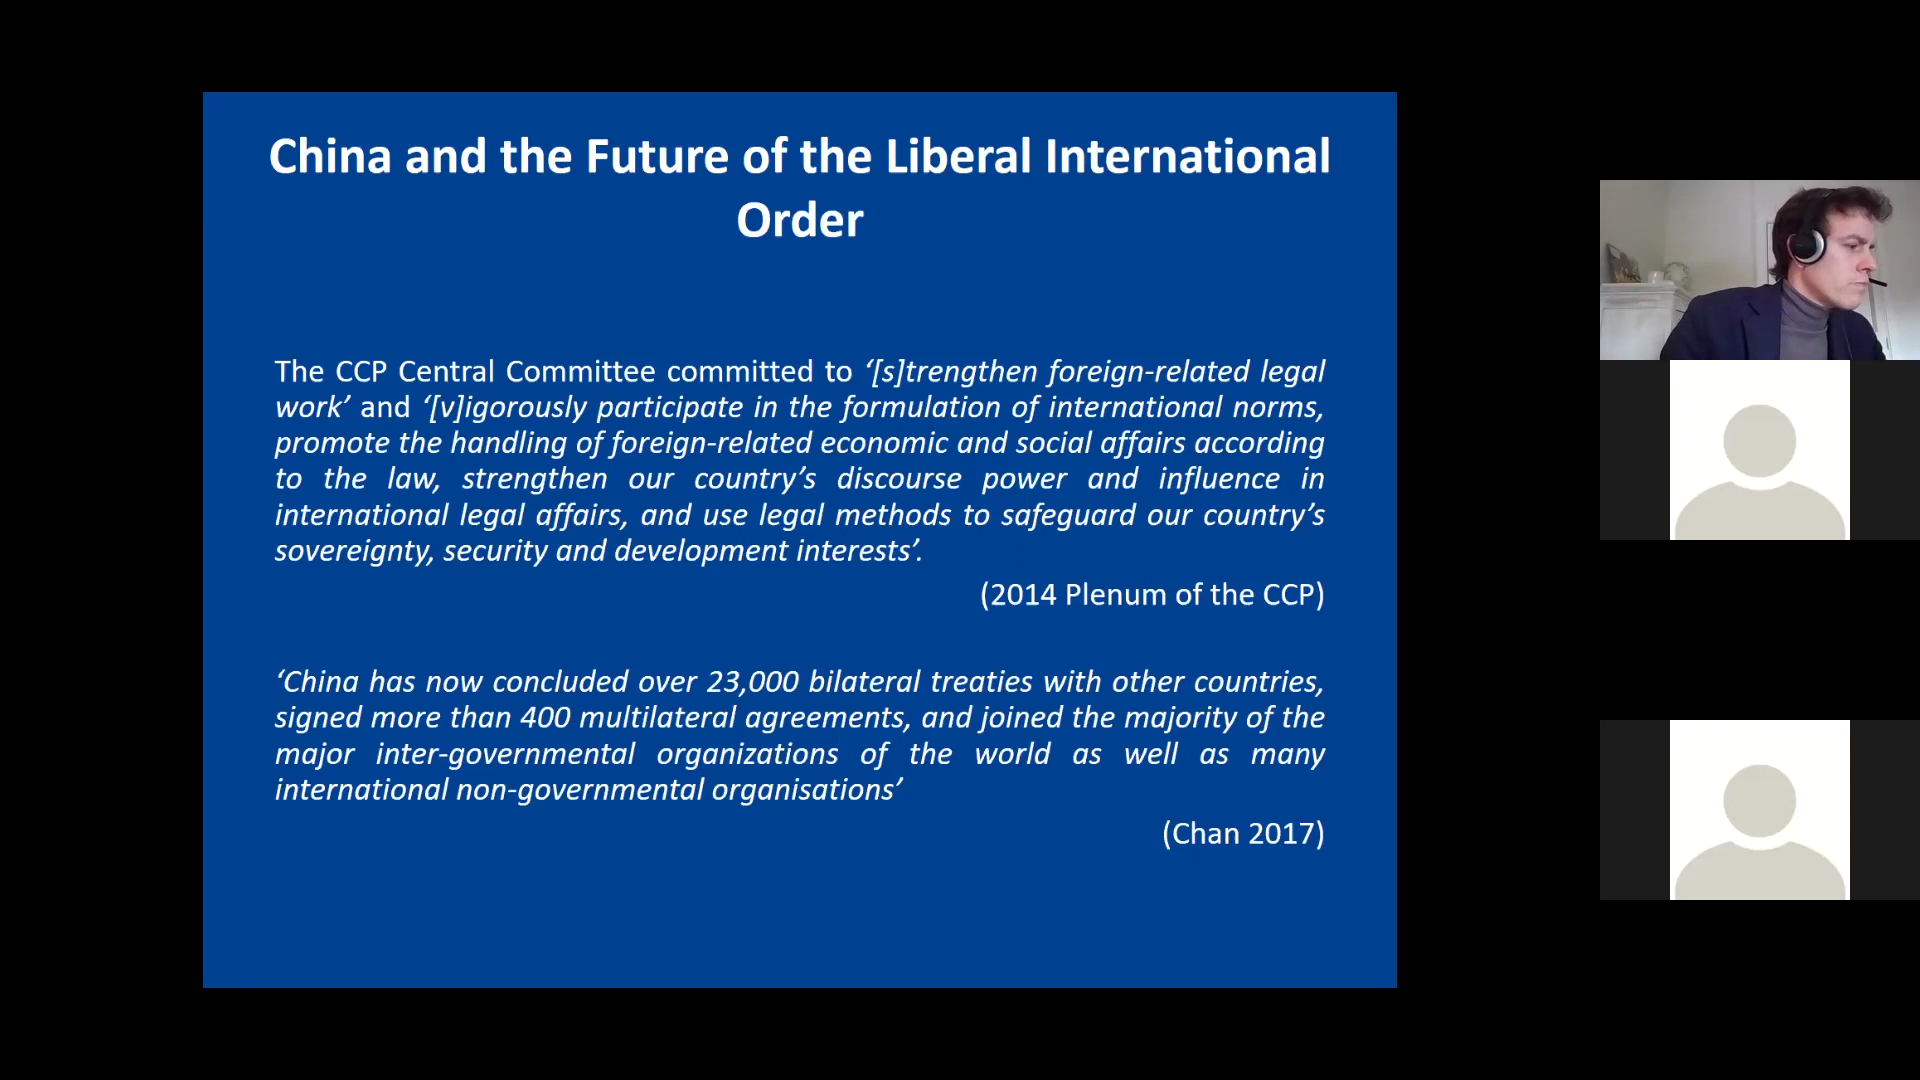 China and the Future of the Liberal International
Order
The CCP Central Committee committed to ‘[s]trengthen foreign-related legal
work’ and ‘[v]igorously participate in the formulation of international norms,
promote the handling of foreign-related economic and social affairs according
to the law, strengthen our country’s discourse power and influence in
international legal affairs, and use legal methods to safeguard our country’s
sovereignty, security and development interests’.
(2014 Plenum of the CCP)
‘China has now concluded over 23,000 bilateral treaties with other countries,
signed more than 400 multilateral agreements, and joined the majority of the
major inter-governmental organizations of the world as well as many
international non-governmental organisations’
(Chan 2017)